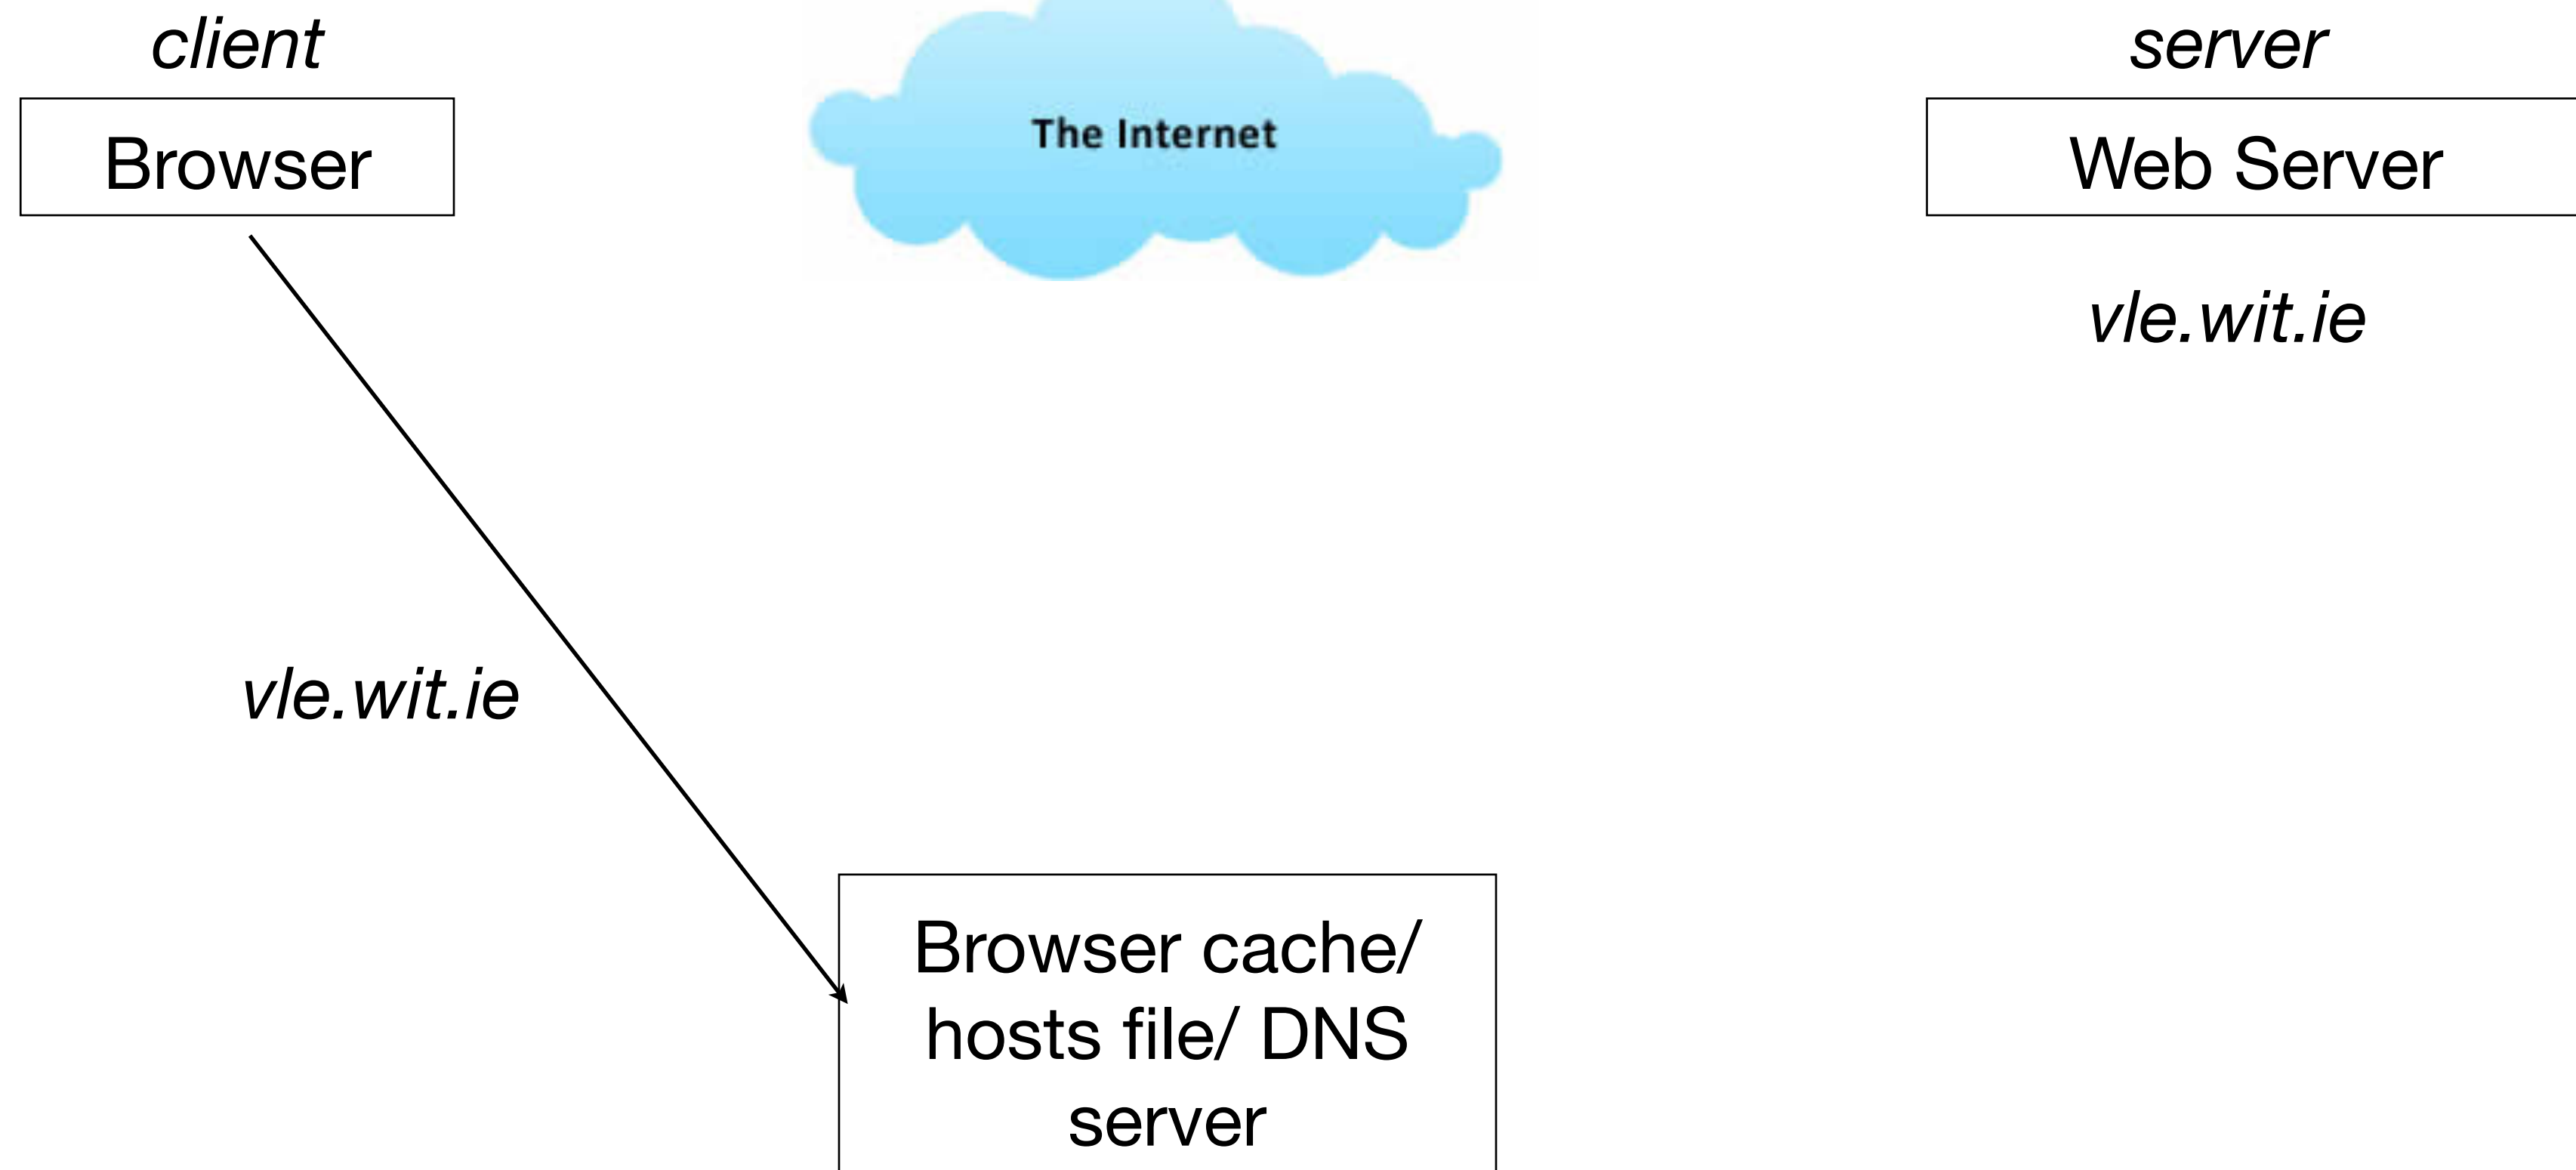 client
server
The Internet
Browser
Web Server
vle.wit.ie
vle.wit.ie
Browser cache/
hosts file/ DNS
server